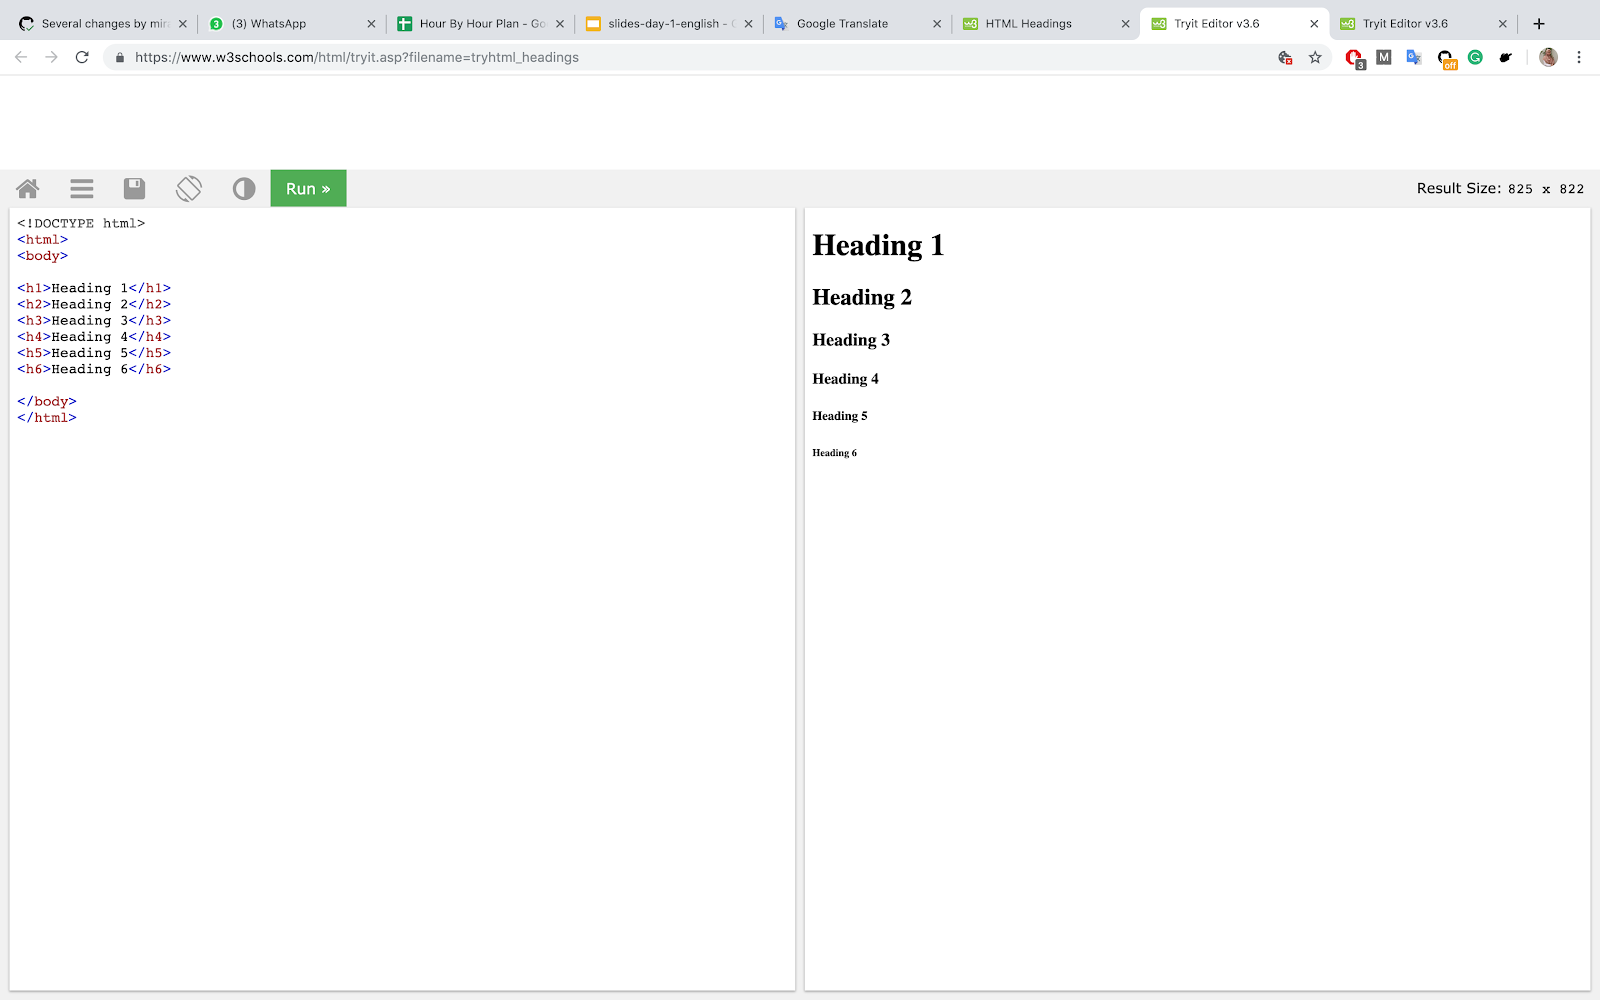 Several changes by mir
(3) WhatsApp
Hour By Hour Plan - Go
slides-day-1-english -
Google Translate
HTML Headings
Tryit Editor v3.6
Tryit Editor v3.6
https://www.w3schools.com/html/tryit.asp?filename=tryhtml_headings
3
M
off
Run »
Result Size: 825 x 822
<!DOCTYPE html>
<html>
<body>
<h1>Heading 1</h1>
<h2>Heading 2</h2>
<h3>Heading 3</h3>
<h4>Heading 4</h4>
<h5>Heading 5</h5>
<h6>Heading 6</h6>
</body>
</html>
Heading 1
Heading 2
Heading 3
Heading 4
Heading 5
Heading 6